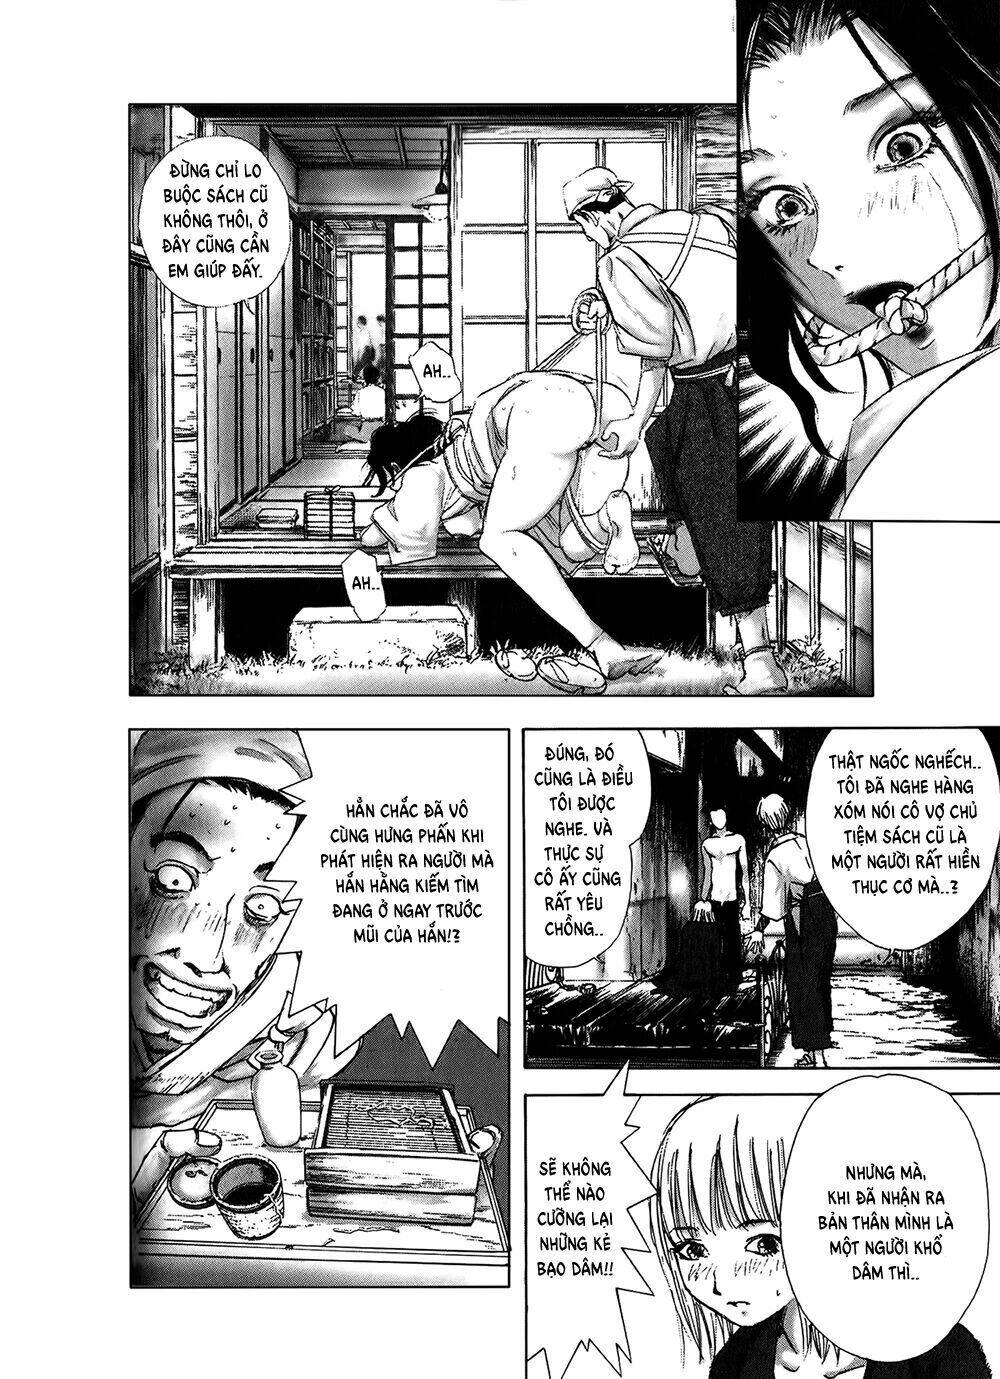 ĐỪNG CHỈ LO
BUỘC SÁCH CŨ
KHÔNG THÔI, Ở
ĐÂY CŨNG CẦN
EM GIÚP ĐẤY.
AH..
AH..
THẬT NGỐC NGHẾCH..
TÔI ĐÃ NGHE HÀNG
XÓM NÓI CÔ VỢ CHỦ
TIỆM SÁCH CŨ LÀ
MỘT NGƯỜI RẤT HIỀN
THỤC CƠ MÀ..?
ĐÚNG, ĐÓ
CŨNG LÀ ĐIỀU
TÔI ĐƯỢC
NGHE. VÀ
THỰC SỰ
CÔ ẤY CŨNG
RẤT YÊU
CHỒNG..
HẲN CHẮC ĐÃ VÔ
CÙNG HƯNG PHẤN KHI
PHÁT HIỆN RA NGƯỜI MÀ
HẮN HẰNG KIẾM TÌM
ĐANG Ở NGAY TRƯỚC
MŨI CỦA HẮN!?
NHƯNG MÀ,
KHI ĐÃ NHẬN RA
BẢN THÂN MÌNH LÀ
MỘT NGƯỜI KHỔ
DÂM THÌ..
SẼ KHÔNG
THỂ NÀO
CƯỠNG LẠI
NHỮNG KẺ
BẠO DÂM!!